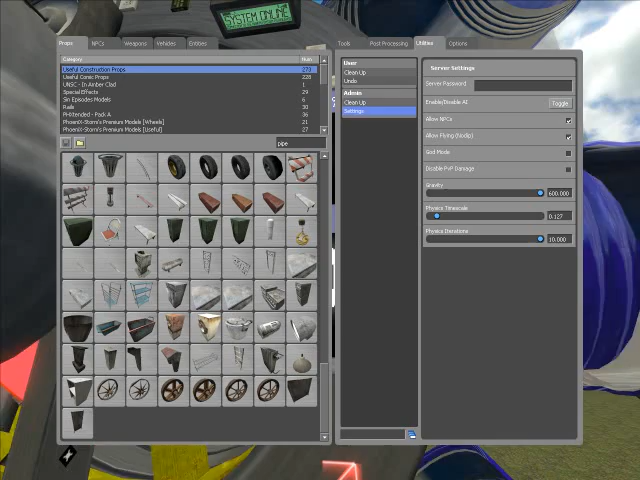 SYSTEM ONLINE
Props NPCs Weapons Vehicles Entities
Category Num
Useful Construction Props 273
Useful Comic Props 228
UNSC - In Amber Clad 1
Special Effects 29
Sin Episodes Models 6
Rails 30
PHXtended - Pack A 36
PhoeniX-Storm's Premium Models [Wheels] 21
PhoeniX-Storm's Premium Models [Useful] 27
pipe
Tools Post Processing Utilities Options
User
Clean Up
Undo
Admin
Clean Up
Settings
Server Settings
Server Password
Enable/Disable AI Toggle
Allow NPCs
Allow Flying (Noclip)
God Mode
Disable PvP Damage
Gravity
600.000
Physics Timescale
0.127
Physics Iterations
10.000